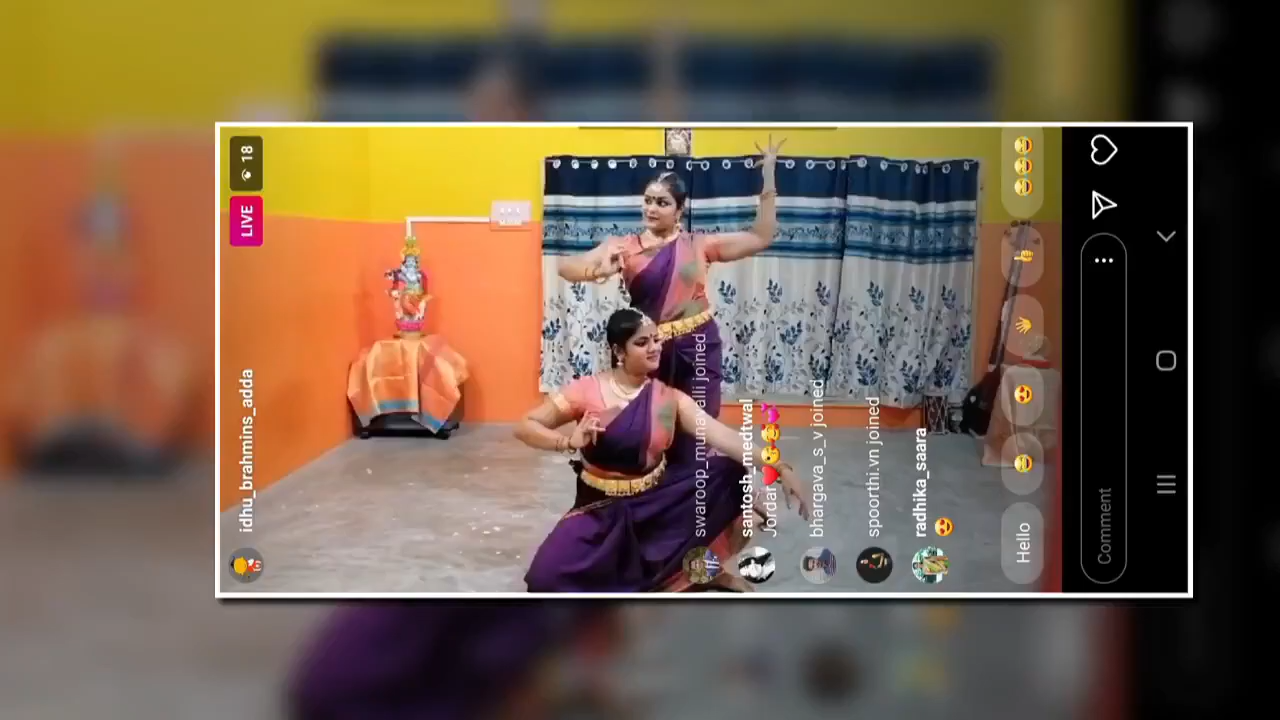 idhu_brahmins_adda
LIVE
18
swaroop_munavalli joined
santosh_medtwal
Jordar ❤️😘🥰💕
bhargava_s_v joined
spoorthi.vn joined
radhika_saara
😍
Hello
Comment